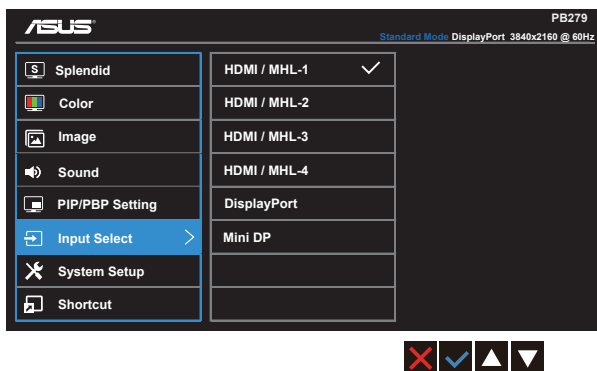 ASUS
PB279
Standard Mode DisplayPort 3840x2160 @ 60Hz
S Splendid
Color
Image
Sound
PIP/PBP Setting
Input Select
System Setup
Shortcut
HDMI / MHL-1
HDMI / MHL-2
HDMI / MHL-3
HDMI / MHL-4
DisplayPort
Mini DP